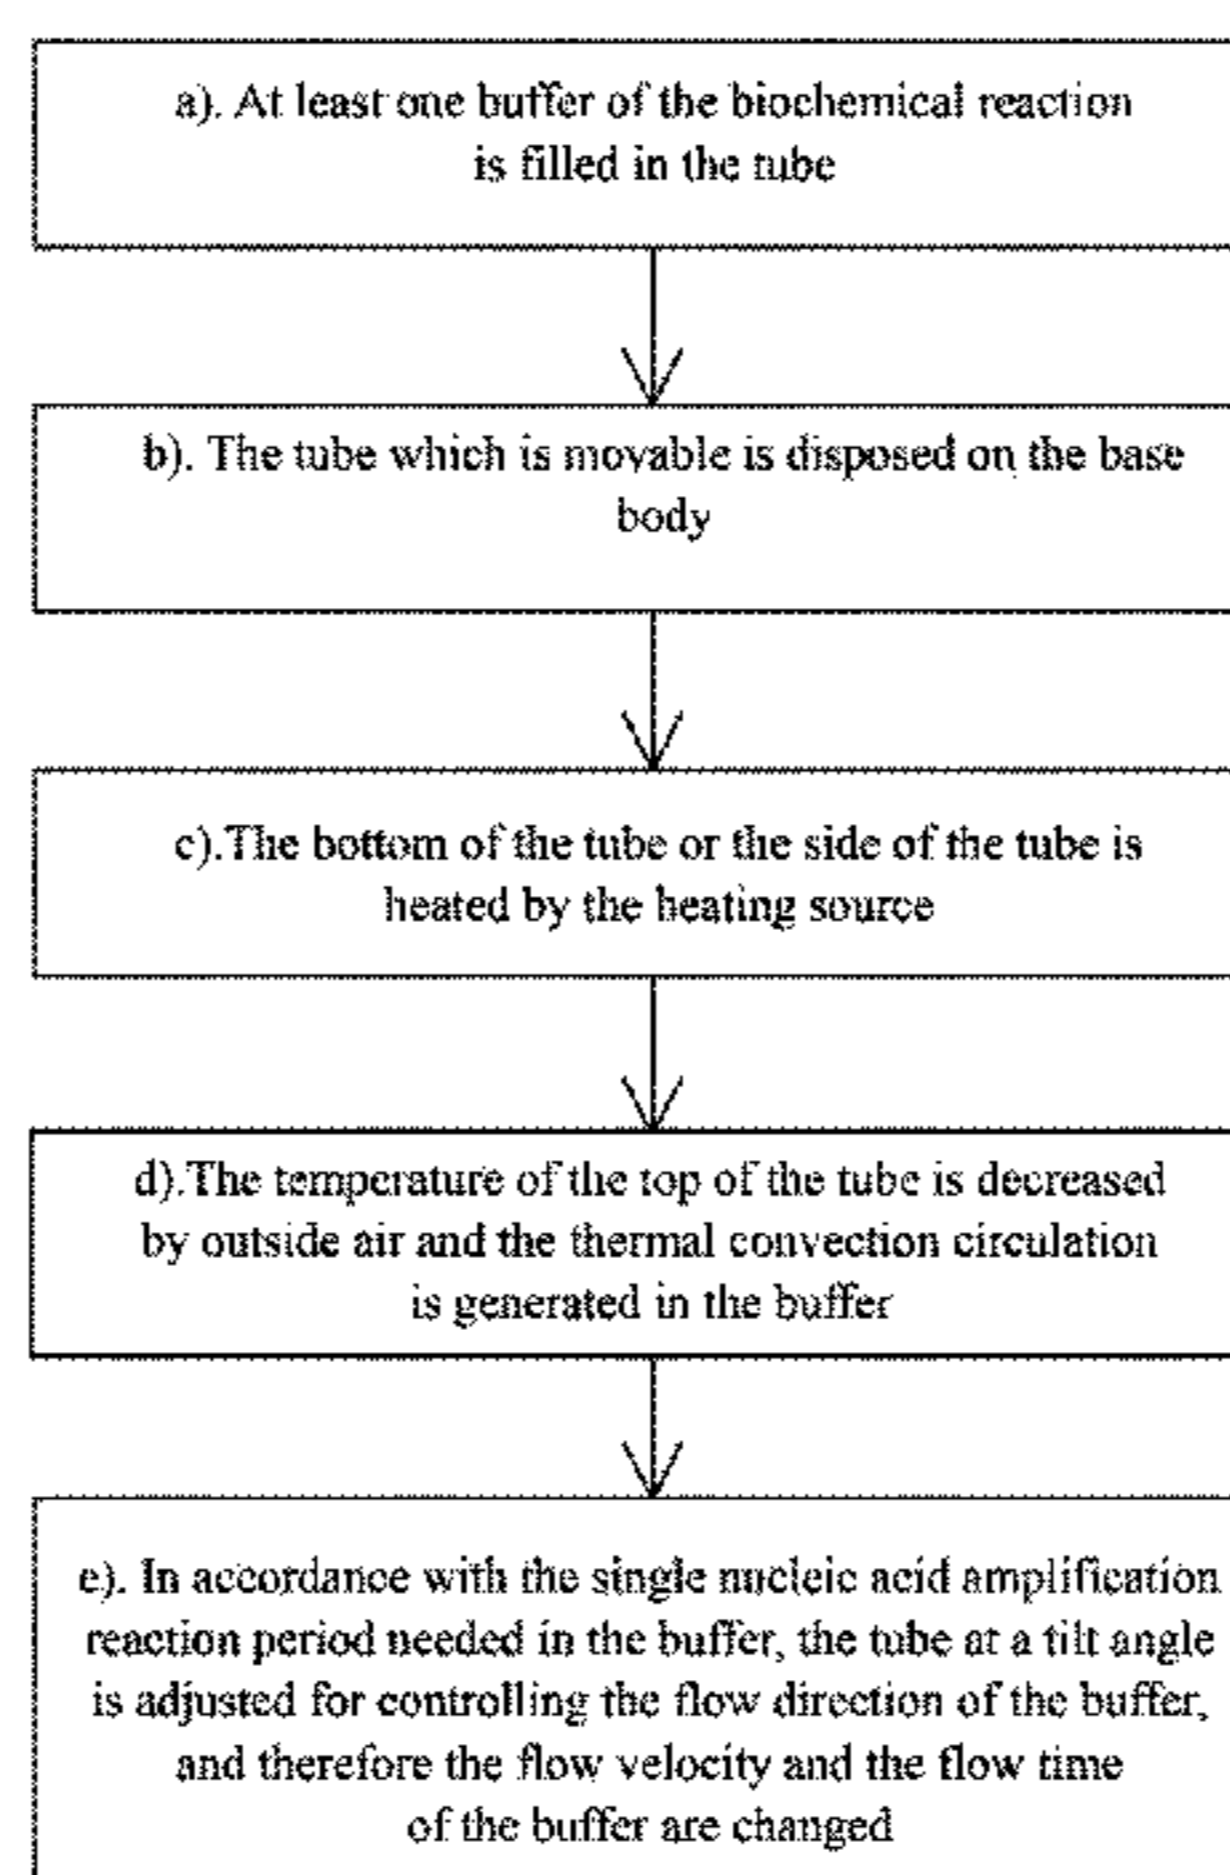 a). At least one buffer of the biochemical reaction
is filled in the tube
b). The tube which is movable is disposed on the base
body
c).The bottom of the tube or the side of the tube is
heated by the heating source
d).The temperature of the top of the tube is decreased
by outside air and the thermal convection circulation
is generated in the buffer
e). In accordance with the single nucleic acid amplification
reaction period needed in the buffer, the tube at a tilt angle
is adjusted for controlling the flow direction of the buffer,
and therefore the flow velocity and the flow time
of the buffer are changed